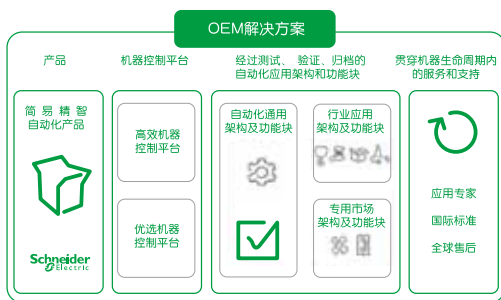 OEM解决方案
产品
机器控制平台
经过测试、验证、归档的
自动化应用架构和功能块
贯穿机器生命周期内
的服务和支持
简易精智
自动化产品
Schneider
Electric
高效机器
控制平台
优选机器
控制平台
自动化通用
架构及功能块
行业应用
架构及功能块
专用市场
架构及功能块
应用专家
国际标准
全球售后